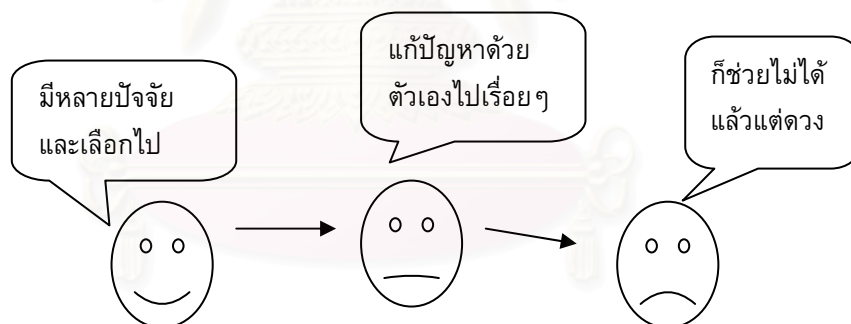 มีหลายปัจจัย
และเลือกไป
แก้ปัญหาด้วย
ตัวเองไปเรื่อยๆ
ก็ช่วยไม่ได้
แล้วแต่ดวง